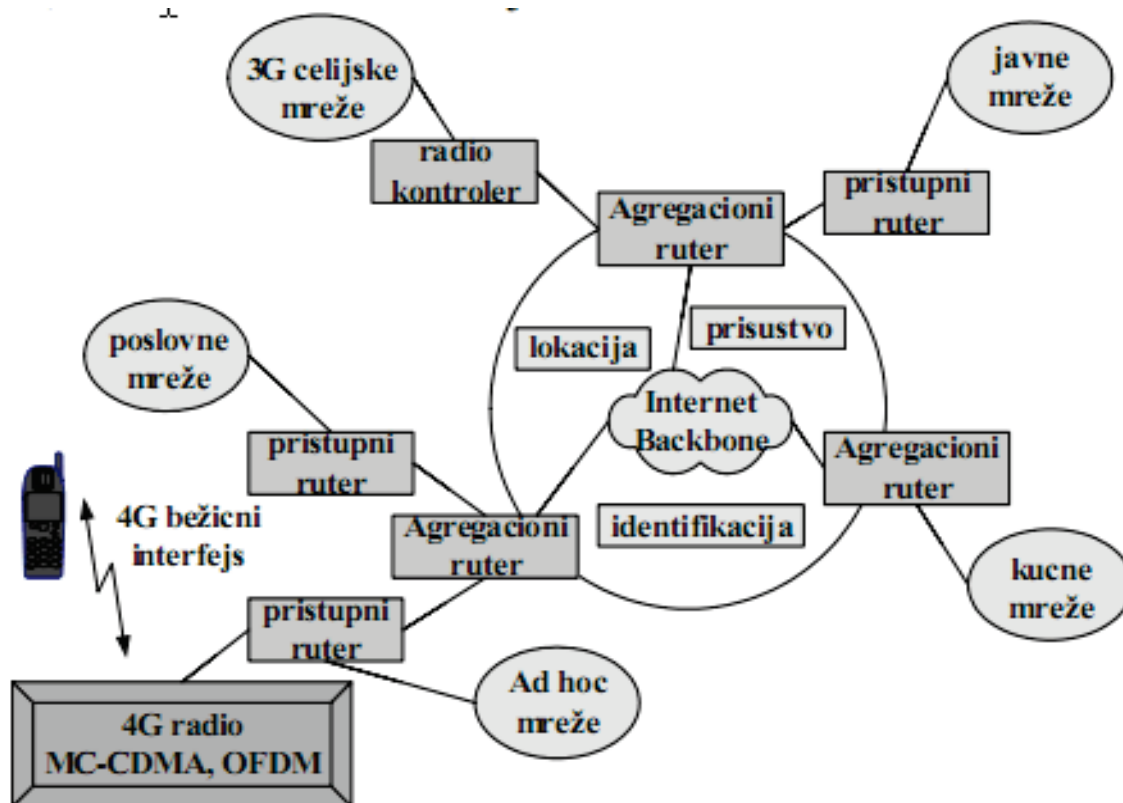 3G celijske
mreže
javne
mreže
radio
kontroler
pristupni
ruter
Agregacioni
ruter
lokacija
prisustvo
poslovne
mreže
Internet
Backbone
pristupni
ruter
Agregacioni
ruter
4G bežicni
interfejs
Agregacioni
ruter
identifikacija
pristupni
ruter
kucne
mreže
Ad hoc
mreže
4G radio
MC-CDMA, OFDM